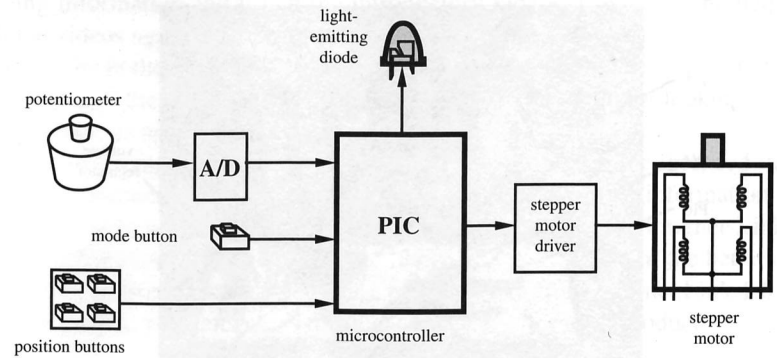 light-
emitting
diode
potentiometer
A/D
PIC
mode button
stepper
motor
driver
position buttons
microcontroller
stepper
motor